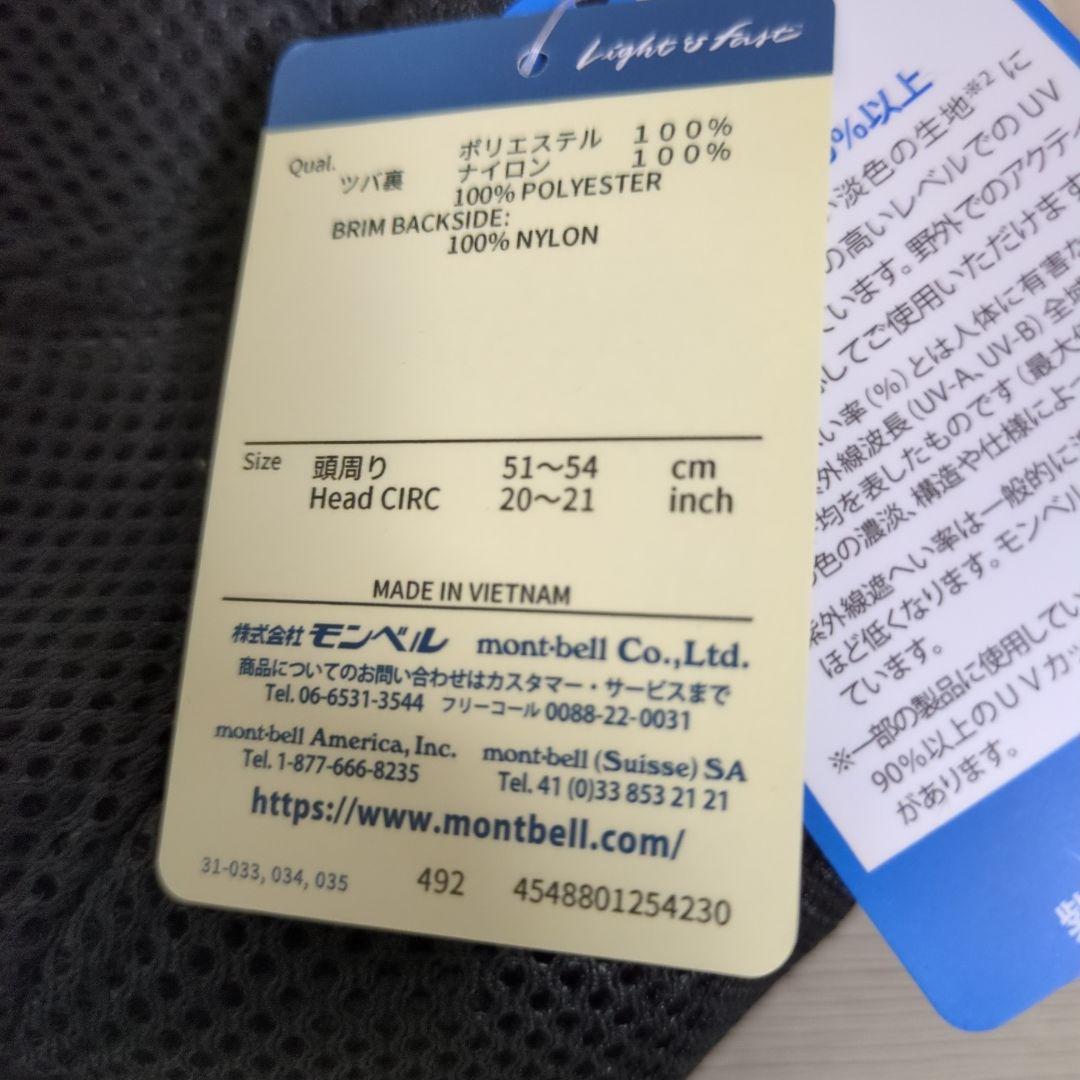 Light & Fast
Qual. ポリエステル 100%
ツバ裏 ナイロン 100%
100% POLYESTER
BRIM BACKSIDE:
100% NYLON
Size 頭周り 51〜54 cm
Head CIRC 20〜21 inch
MADE IN VIETNAM
株式会社 モンベル mont-bell Co.,Ltd.
商品についてのお問い合わせはカスタマー・サービスまで
Tel. 06-6531-3544 フリーコール 0088-22-0031
mont-bell America, Inc. mont-bell (Suisse) SA
Tel. 1-877-666-8235 Tel. 41 (0)33 853 21 21
https://www.montbell.com/
31-033, 034, 035 492 4548801254230
%以上
淡色の生地※2に
の高いレベルでのUV
います。野外でのアクティ
してご使用いただけます
い率(%)とは人体に有害な
外線波長(UV-A、UV-B)全域
均を表したものです(最大値
色の濃淡、構造や仕様によっ
紫外線遮へい率は一般的に
ほど低くなります。モンベル
ています。
※一部の製品に使用してい
90%以上のUVカッ
があります。